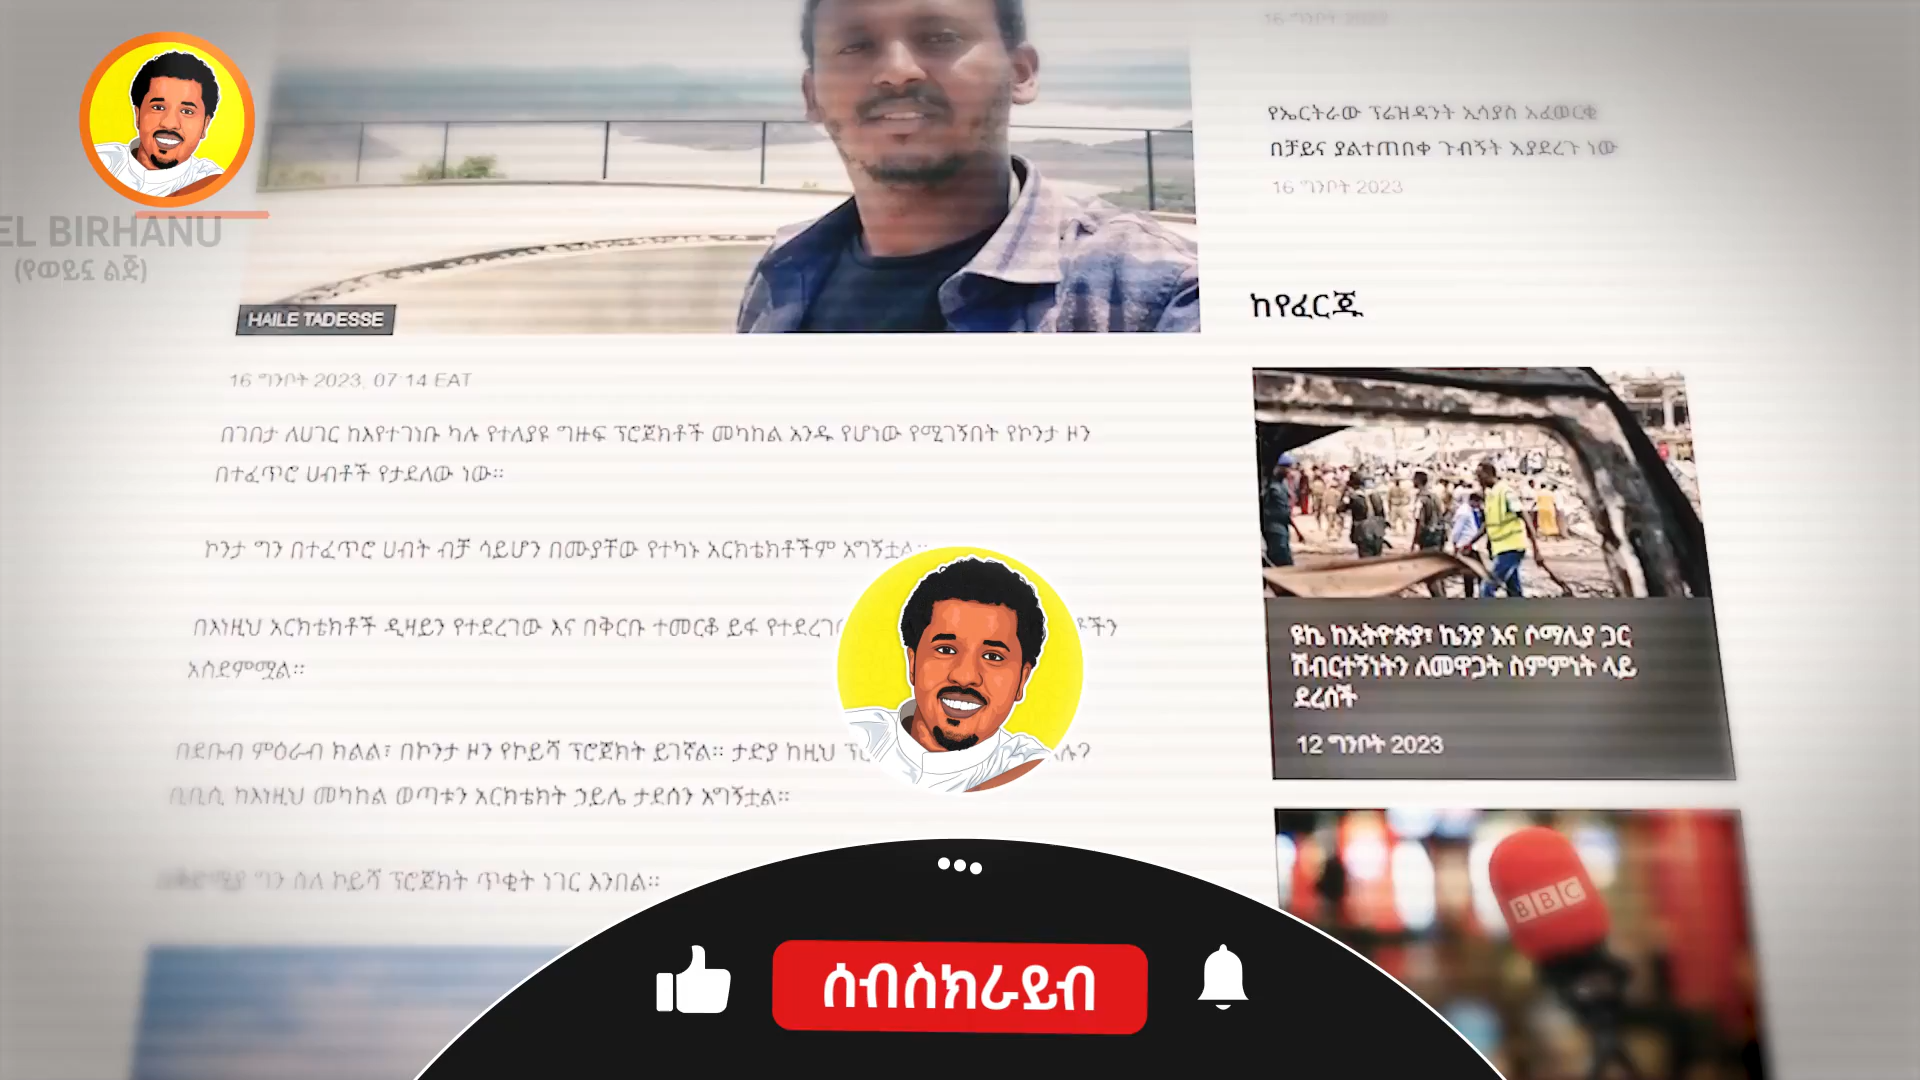 EL BIRHANU
(የወይኗ ልጅ)
HAILE TADESSE
16 ግንቦት 2023, 07:14 EAT
በገበታ ለሀገር ከእየተገነቡ ካሉ የተለያዩ ግዙፍ ፕሮጀክቶች መካከል አንዱ የሆነው የሚገኝበት የኮንታ ዞን
በተፈጥሮ ሀብቶች የታደለው ነው።
ኮንታ ግን በተፈጥሮ ሀብት ብቻ ሳይሆን በሙያቸው የተካኑ አርክቴክቶችም አግኝቷል።
በእነዚህ አርክቴክቶች ዲዛይን የተደረገው እና በቅርቡ ተመርቆ ይፋ
አስደምሟል።
በደቡብ ምዕራብ ክልል፣ በኮንታ ዞን የኮይሻ ፕሮጀክት ይገኛል። ታድያ ከዚህ
ቢቢሲ ከእነዚህ መካከል ወጣቱን አርክቴክት ኃይሌ ታደሰን አግኝቷል።
ግን ስለ ኮይሻ ፕሮጀክት ጥቂት ነገር እንበል።
16 ግንቦት 2023
የኤርትራው ፕሬዝዳንት ኢሳያስ አፈወርቂ
በቻይና ያልተጠበቀ ጉብኝት እያደረጉ ነው
16 ግንቦት 2023
ከየፈርጁ
ዩኬ ከኢትዮጵያ፣ ኬንያ እና ሶማሊያ ጋር
ሽብርተኝነትን ለመዋጋት ስምምነት ላይ
ደረሰች
12 ግንቦት 2023
BBC
ሰብስክራይብ